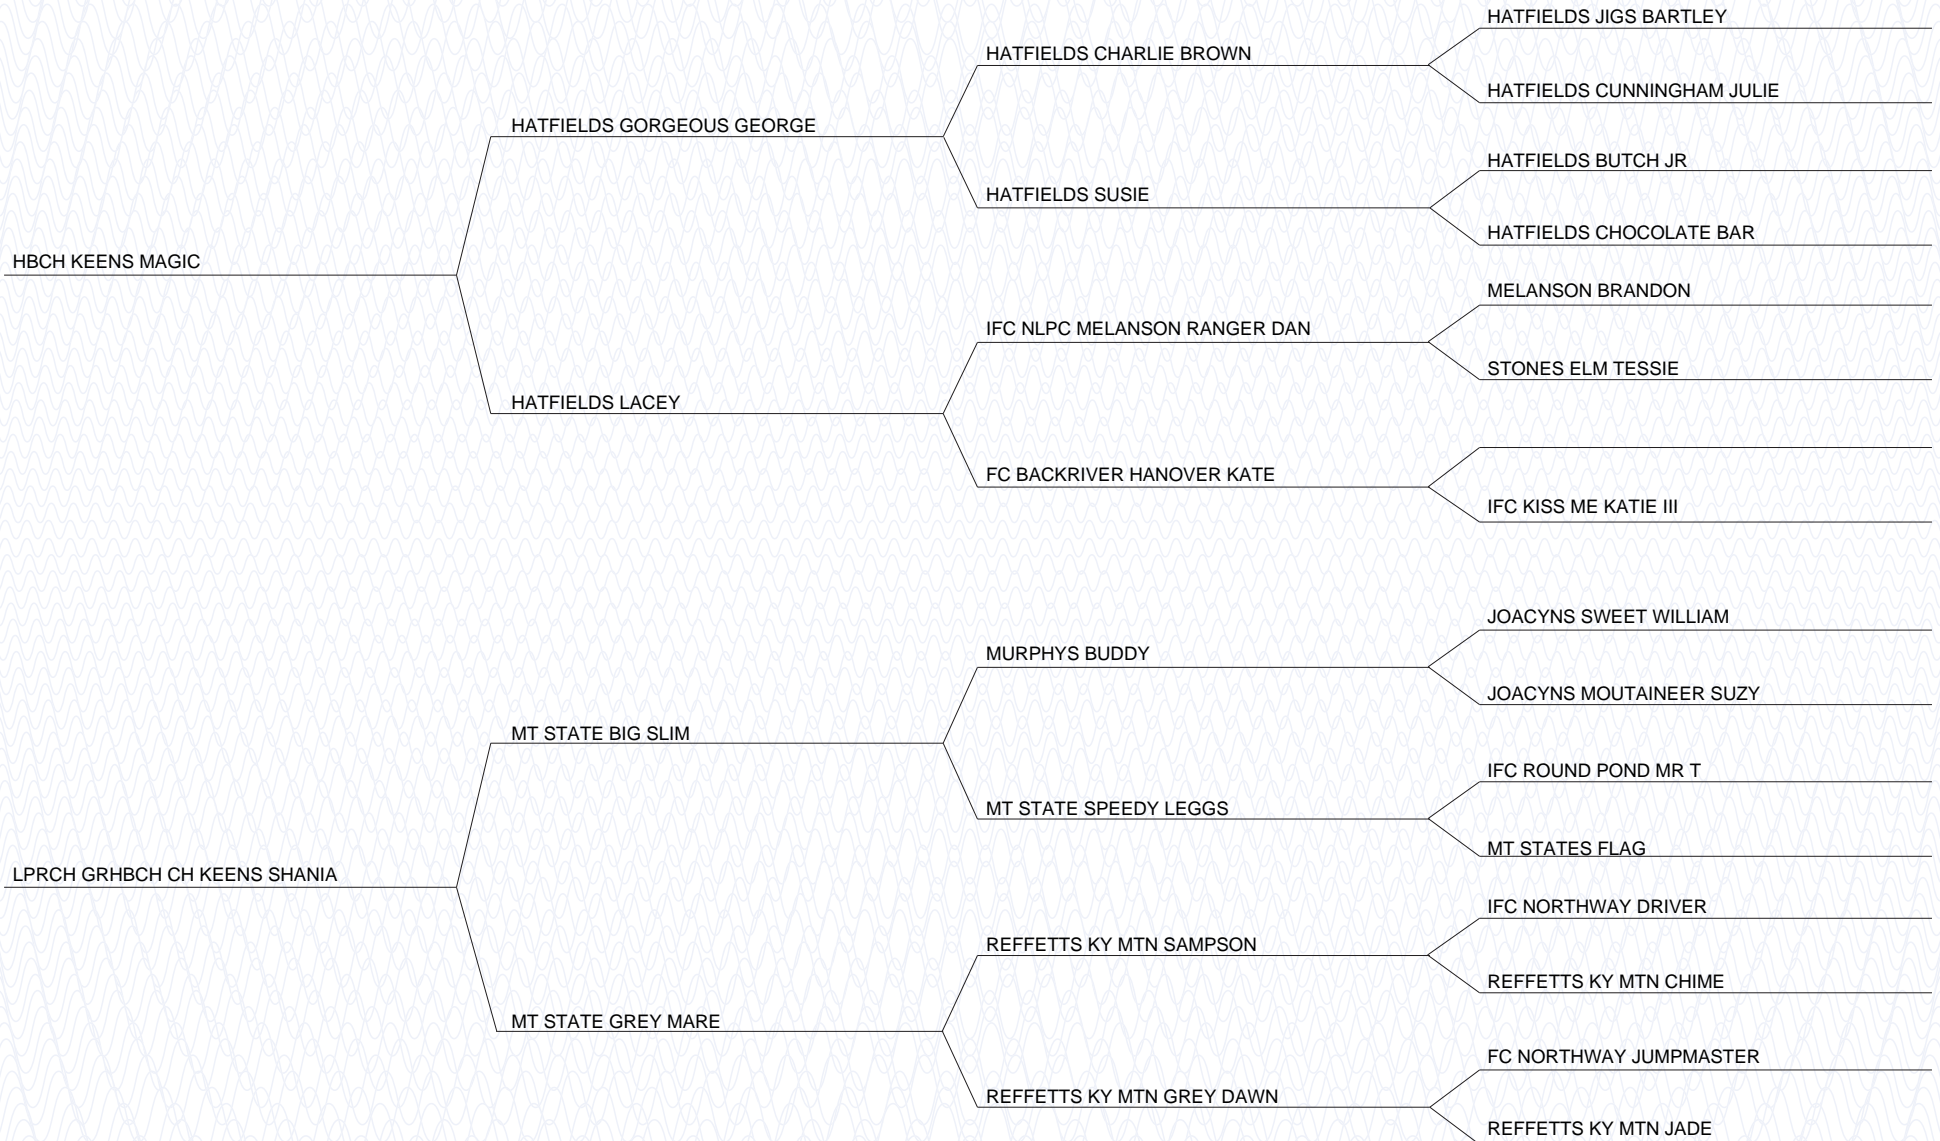 HATFIELDS JIGS BARTLEY
HATFIELDS CHARLIE BROWN
HATFIELDS CUNNINGHAM JULIE
HATFIELDS GORGEOUS GEORGE
HATFIELDS BUTCH JR
HATFIELDS SUSIE
HATFIELDS CHOCOLATE BAR
HBCH KEENS MAGIC
MELANSON BRANDON
IFC NLPC MELANSON RANGER DAN
STONES ELM TESSIE
HATFIELDS LACEY
FC BACKRIVER HANOVER KATE
IFC KISS ME KATIE III
JOACYNS SWEET WILLIAM
MURPHYS BUDDY
JOACYNS MOUTAINEER SUZY
MT STATE BIG SLIM
IFC ROUND POND MR T
MT STATE SPEEDY LEGGS
MT STATES FLAG
LPRCH GRHBCH CH KEENS SHANIA
IFC NORTHWAY DRIVER
REFFETTS KY MTN SAMPSON
REFFETTS KY MTN CHIME
MT STATE GREY MARE
FC NORTHWAY JUMPMASTER
REFFETTS KY MTN GREY DAWN
REFFETTS KY MTN JADE